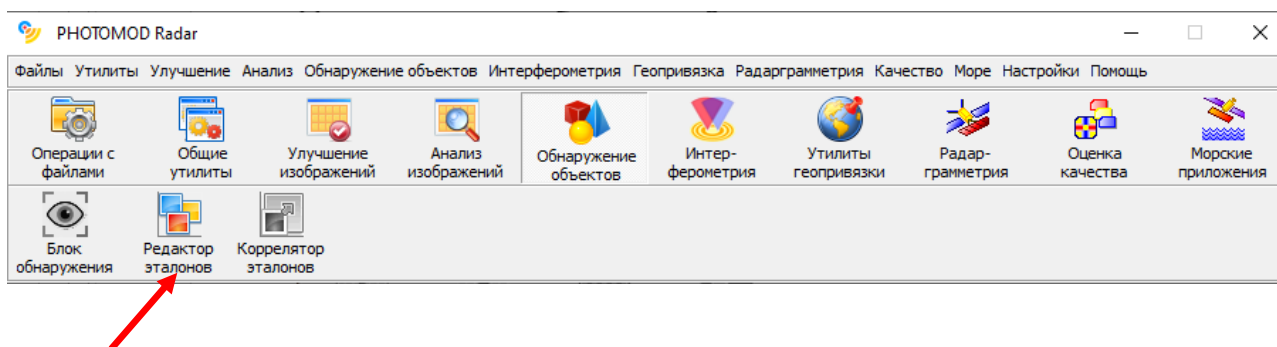 PHOTOMOD Radar
Файлы Утилиты Улучшение Анализ Обнаружение объектов Интерферометрия Геопривязка Радарграмметрия Качество Море Настройки Помощь
Операции с файлами
Общие утилиты
Улучшение изображений
Анализ изображений
Обнаружение объектов
Интер-
ферометрия
Утилиты геопривязки
Радар-
грамметрия
Оценка качества
Морские приложения
Блок обнаружения
Редактор эталонов
Коррелятор эталонов